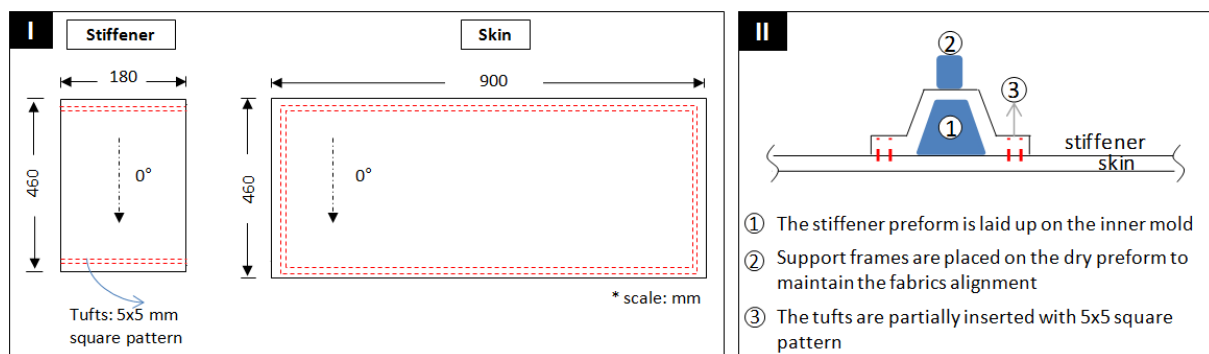 I
Stiffener
Skin
180
900
460
0°
460
0°
Tufts: 5x5 mm
square pattern
* scale: mm
II
2
3
1
stiffener
skin
1 The stiffener preform is laid up on the inner mold
2 Support frames are placed on the dry preform to
maintain the fabrics alignment
3 The tufts are partially inserted with 5x5 square
pattern